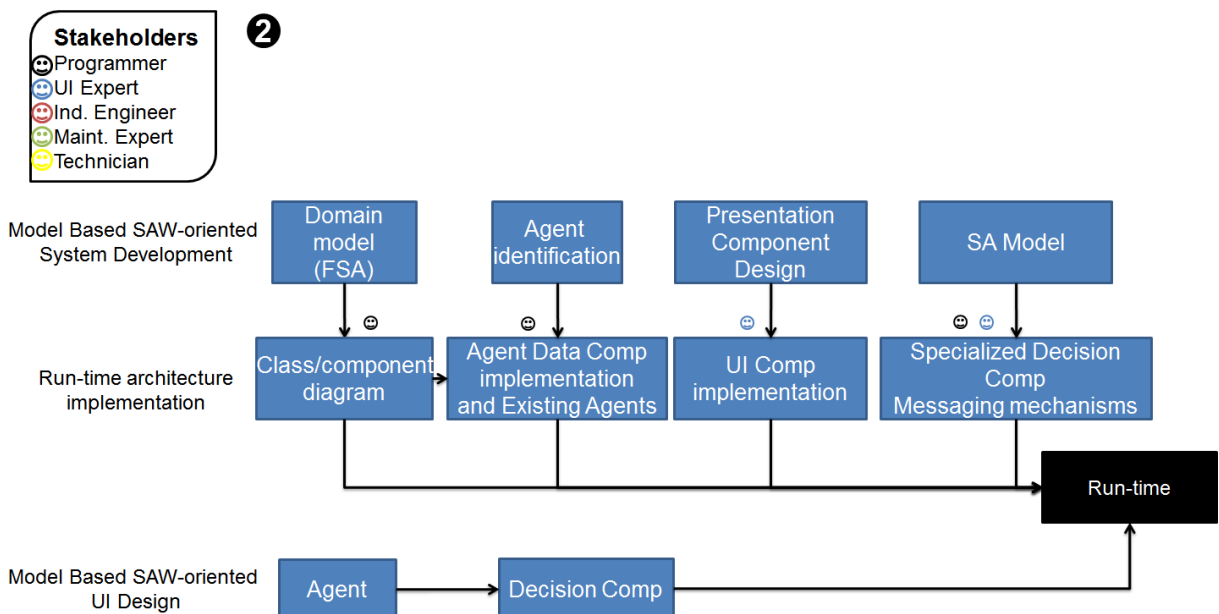 Stakeholders
Programmer
UI Expert
Ind. Engineer
Maint. Expert
Technician
2
Model Based SAW-oriented
System Development
Domain
model
(FSA)
Agent
identification
Presentation
Component
Design
SA Model
Run-time architecture
implementation
Class/component
diagram
Agent Data Comp
implementation
and Existing Agents
UI Comp
implementation
Specialized Decision
Comp
Messaging mechanisms
Run-time
Model Based SAW-oriented
UI Design
Agent
Decision Comp